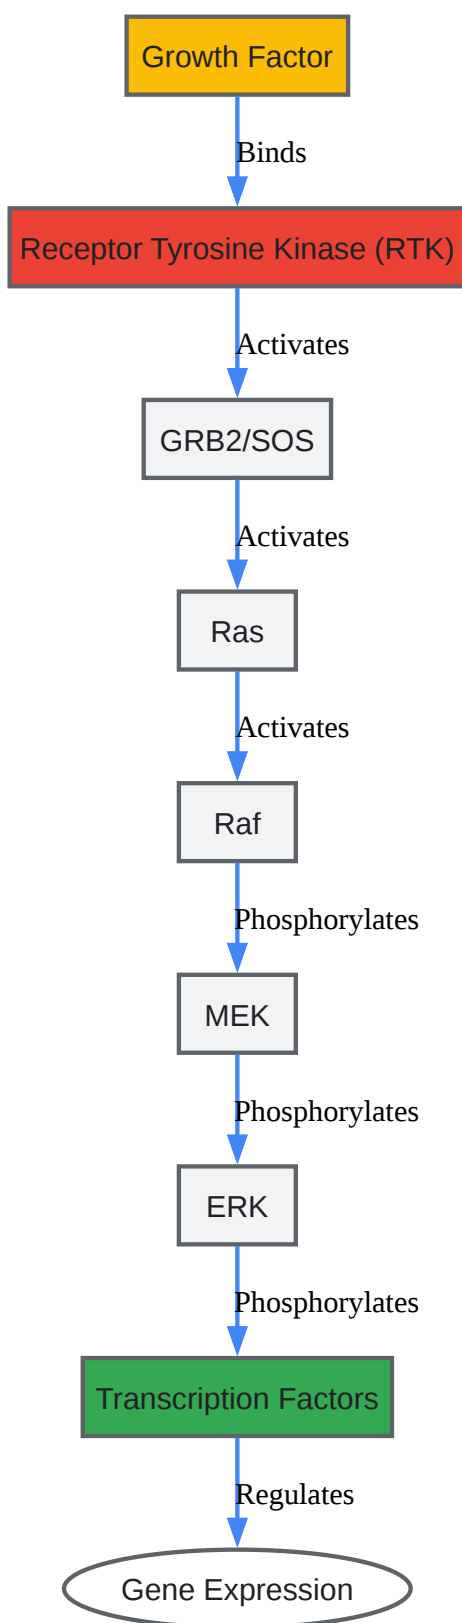 Growth Factor
Binds
Receptor Tyrosine Kinase (RTK)
Activates
GRB2/SOS
Activates
Ras
Activates
Raf
Phosphorylates
MEK
Phosphorylates
ERK
Phosphorylates
Transcription Factors
Regulates
Gene Expression